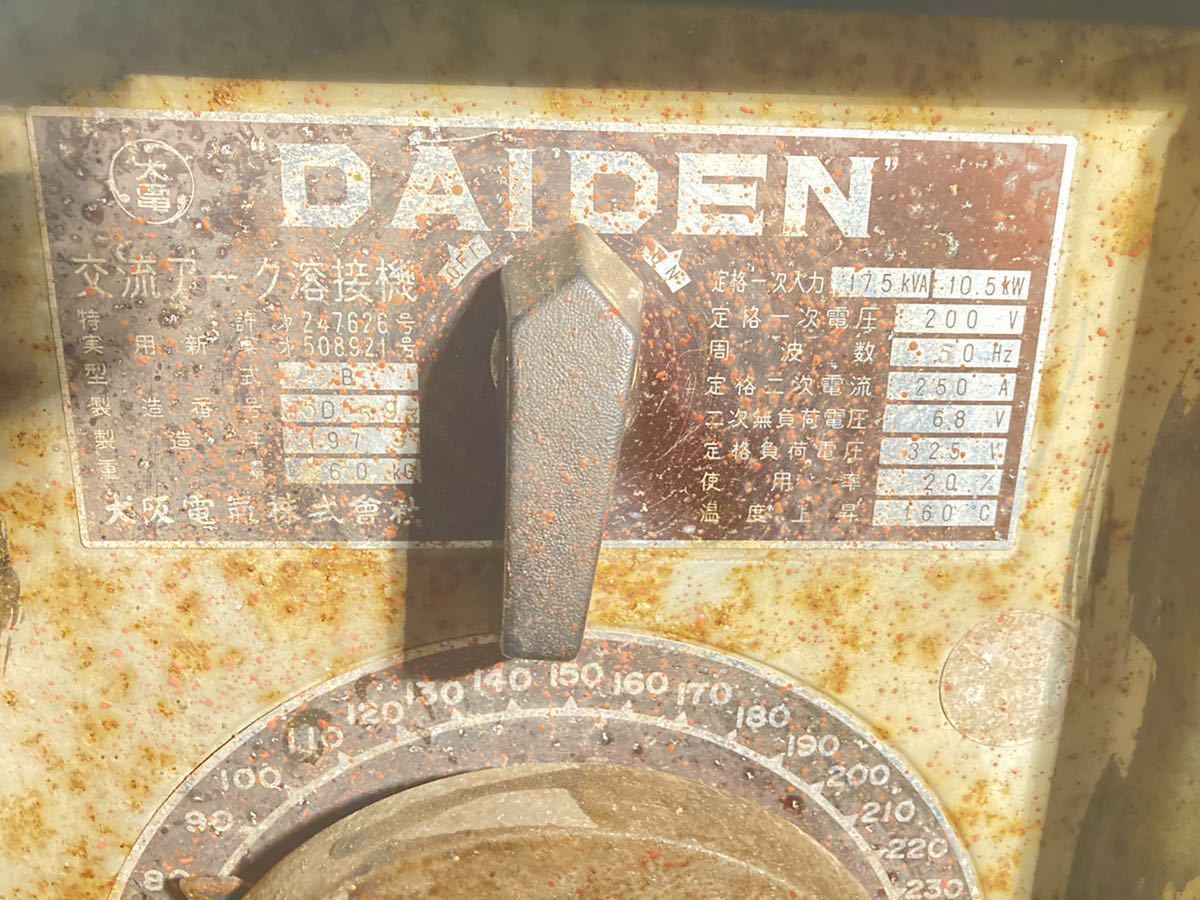 大電
"DAIDEN"
OFF
ON
交流アーク溶接機
特許 第247626号
実用新案 第508921号
型式 B
製造番号
製造年 197
重量 60 kG
大阪電氣株式會社
定格一次入力 17.5 kVA 10.5 kW
定格一次電圧 200 V
周波数 50 Hz
定格二次電流 250 A
二次無負荷電圧 68 V
定格負荷電圧 32.5 V
使用率 20 %
温度上昇 160 °C
80 90 100 110 120 130 140 150 160 170 180 190 200 210 220 230